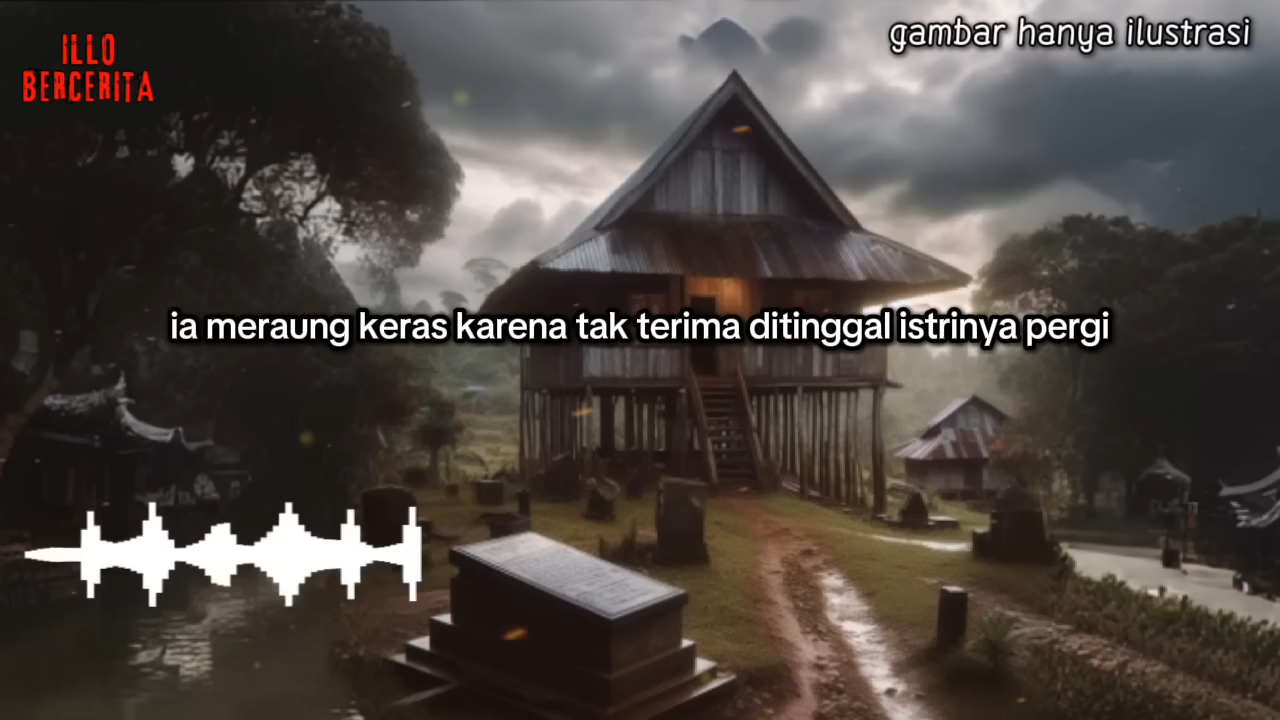 ILLO
BERCERITA
gambar hanya ilustrasi
ia meraung keras karena tak terima ditinggal istrinya pergi